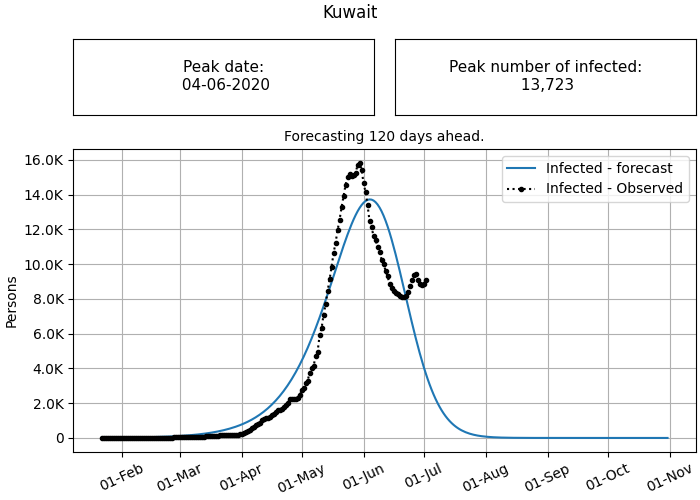 Kuwait
Peak date:
04-06-2020
Peak number of infected:
13,723
Forecasting 120 days ahead.
Infected - forecast
Infected - Observed
Persons
16.0K
14.0K
12.0K
10.0K
8.0K
6.0K
4.0K
2.0K
0
01-Feb
01-Mar
01-Apr
01-May
01-Jun
01-Jul
01-Aug
01-Sep
01-Oct
01-Nov